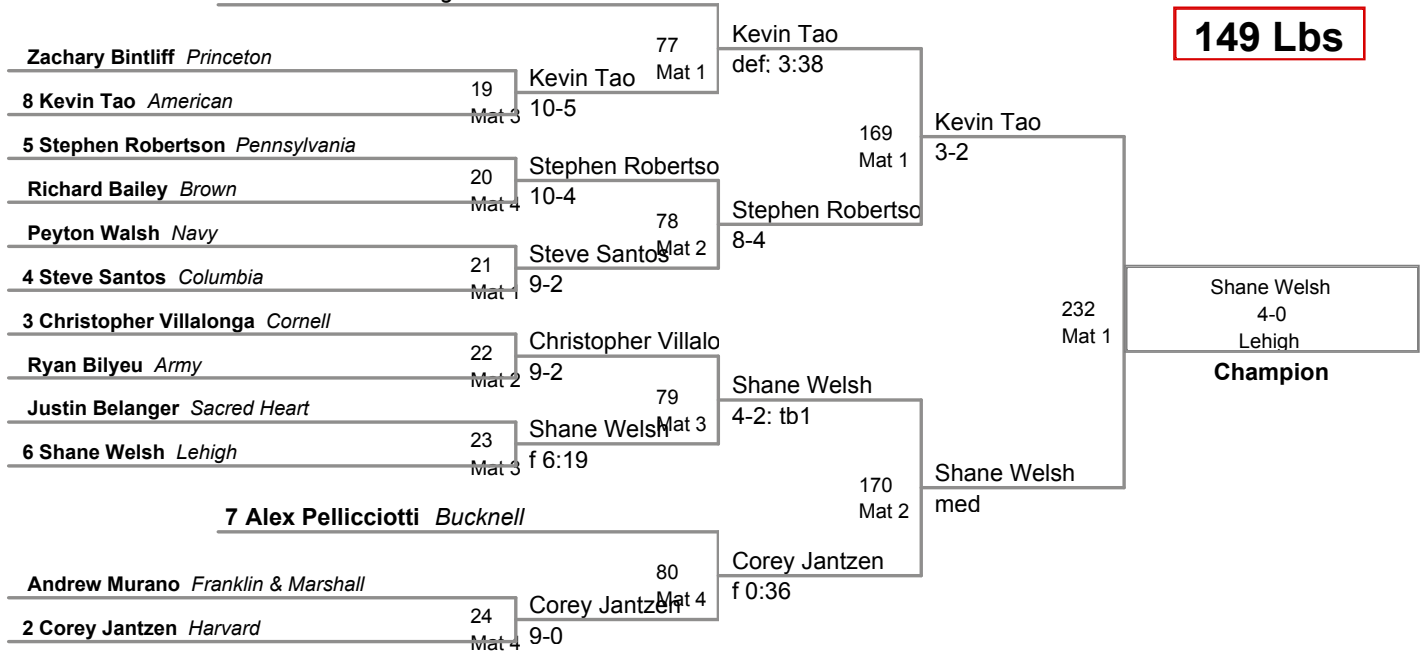 149 Lbs
Zachary Bintliff Princeton
8 Kevin Tao American
5 Stephen Robertson Pennsylvania
Richard Bailey Brown
Peyton Walsh Navy
4 Steve Santos Columbia
3 Christopher Villalonga Cornell
Ryan Bilyeu Army
Justin Belanger Sacred Heart
6 Shane Welsh Lehigh
7 Alex Pellicciotti Bucknell
Andrew Murano Franklin & Marshall
2 Corey Jantzen Harvard
19
Mat 3
20
Mat 4
21
Mat 1
22
Mat 2
23
Mat 3
24
Mat 4
Kevin Tao
10-5
Stephen Robertso
10-4
Steve Santos
9-2
Christopher Villalo
9-2
Shane Welsh
f 6:19
Corey Jantzen
9-0
77
Mat 1
78
Mat 2
79
Mat 3
80
Mat 4
Kevin Tao
def: 3:38
Stephen Robertso
8-4
Shane Welsh
4-2: tb1
Corey Jantzen
f 0:36
169
Mat 1
170
Mat 2
Kevin Tao
3-2
Shane Welsh
med
232
Mat 1
Shane Welsh
4-0
Lehigh
Champion